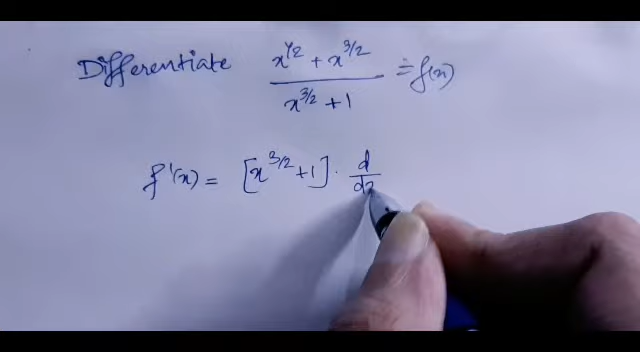 Differentiate x^{1/2} + x^{3/2} / x^{3/2} + 1 = f(x)
f'(x) = [x^{3/2} + 1] · d/dx